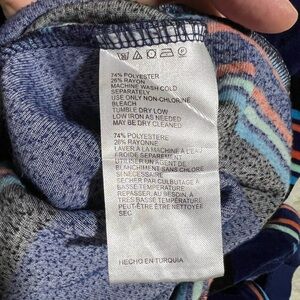 74% POLYESTER
26% RAYON
MACHINE WASH COLD
SEPARATELY
USE ONLY NON-CHLORINE
BLEACH
TUMBLE DRY LOW
LOW IRON AS NEEDED
MAY BE DRY CLEANED
74% POLYESTERE
26% RAYONNE
LAVER A LA MACHINE A L'EAU
FROIDE SEPAREMENT
UTILISER UN AGENT DE
BLANCHIMENT SANS CHLORE
SI NECESSAIRE
SECHER PAR CULBUTAGE A
BASSE TEMPERATURE
REPASSER, AU BESOIN, A
TRES BASSE TEMPERATURE
PEUT-ÊTRE ÊTRE NETTOYEE
SEC
HECHO EN TURQUIA